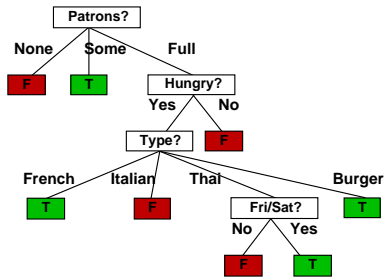 Patrons?
None Some Full
F T Hungry?
Yes No
Type? F
French Italian Thai Burger
T F Fri/Sat? T
No Yes
F T